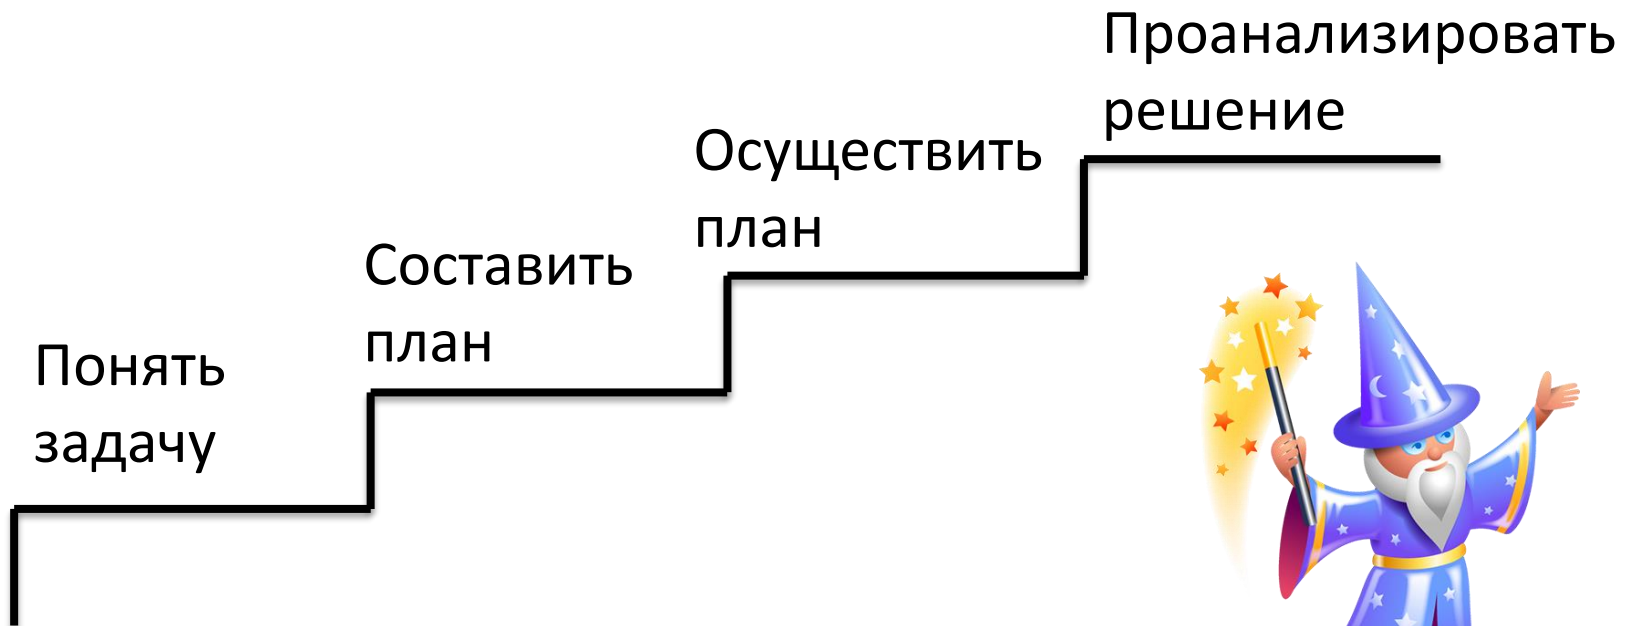 Понять
задачу
Составить
план
Осуществить
план
Проанализировать
решение